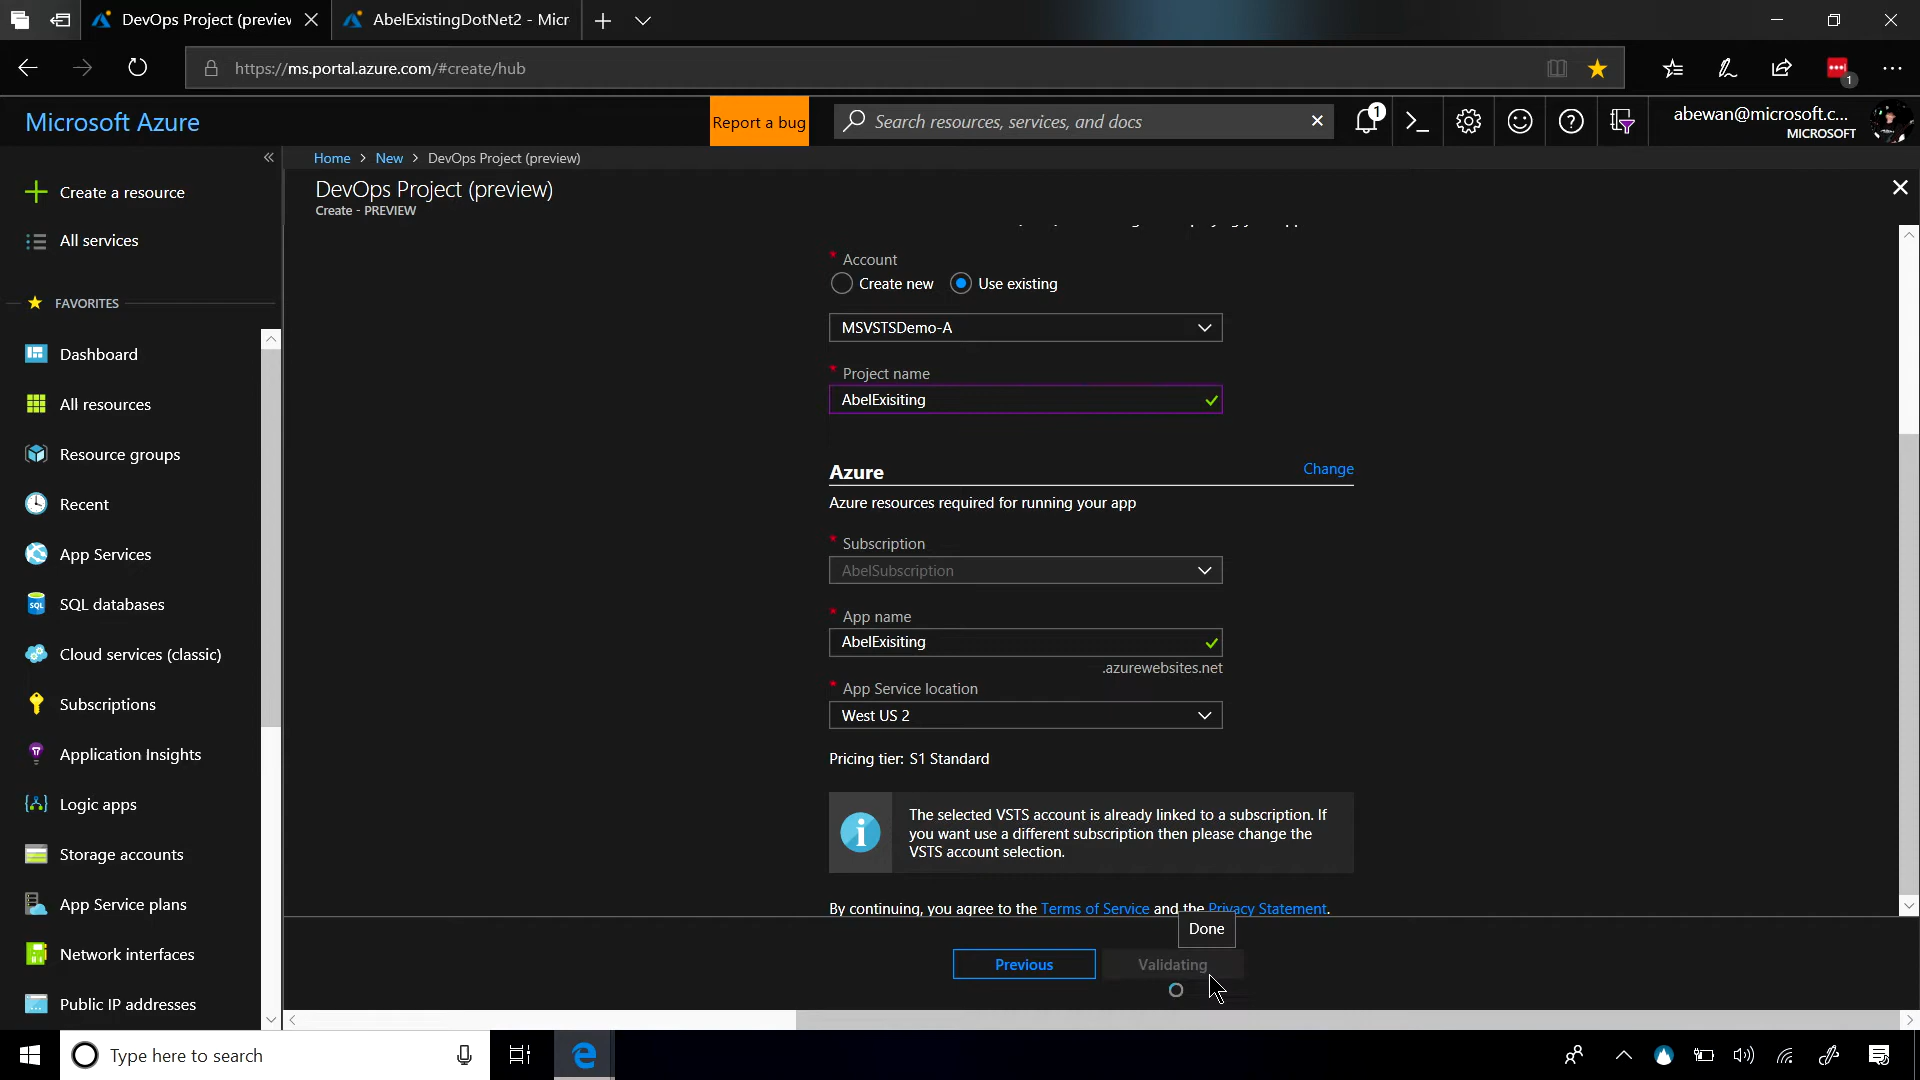 DevOps Project (preview
AbelExistingDotNet2 - Micr
https://ms.portal.azure.com/#create/hub
1
Microsoft Azure
Report a bug
Search resources, services, and docs
1
abewan@microsoft.c...
MICROSOFT
Home > New > DevOps Project (preview)
DevOps Project (preview)
Create - PREVIEW
Create a resource
All services
FAVORITES
Dashboard
All resources
Resource groups
Recent
App Services
SQL databases
Cloud services (classic)
Subscriptions
Application Insights
Logic apps
Storage accounts
App Service plans
Network interfaces
Public IP addresses
* Account
Create new
Use existing
MSVSTSDemo-A
* Project name
AbelExisiting
Azure
Change
Azure resources required for running your app
* Subscription
AbelSubscription
* App name
AbelExisiting
.azurewebsites.net
* App Service location
West US 2
Pricing tier: S1 Standard
The selected VSTS account is already linked to a subscription. If
you want use a different subscription then please change the
VSTS account selection.
By continuing, you agree to the Terms of Service and the Privacy Statement.
Done
Previous
Validating
Type here to search